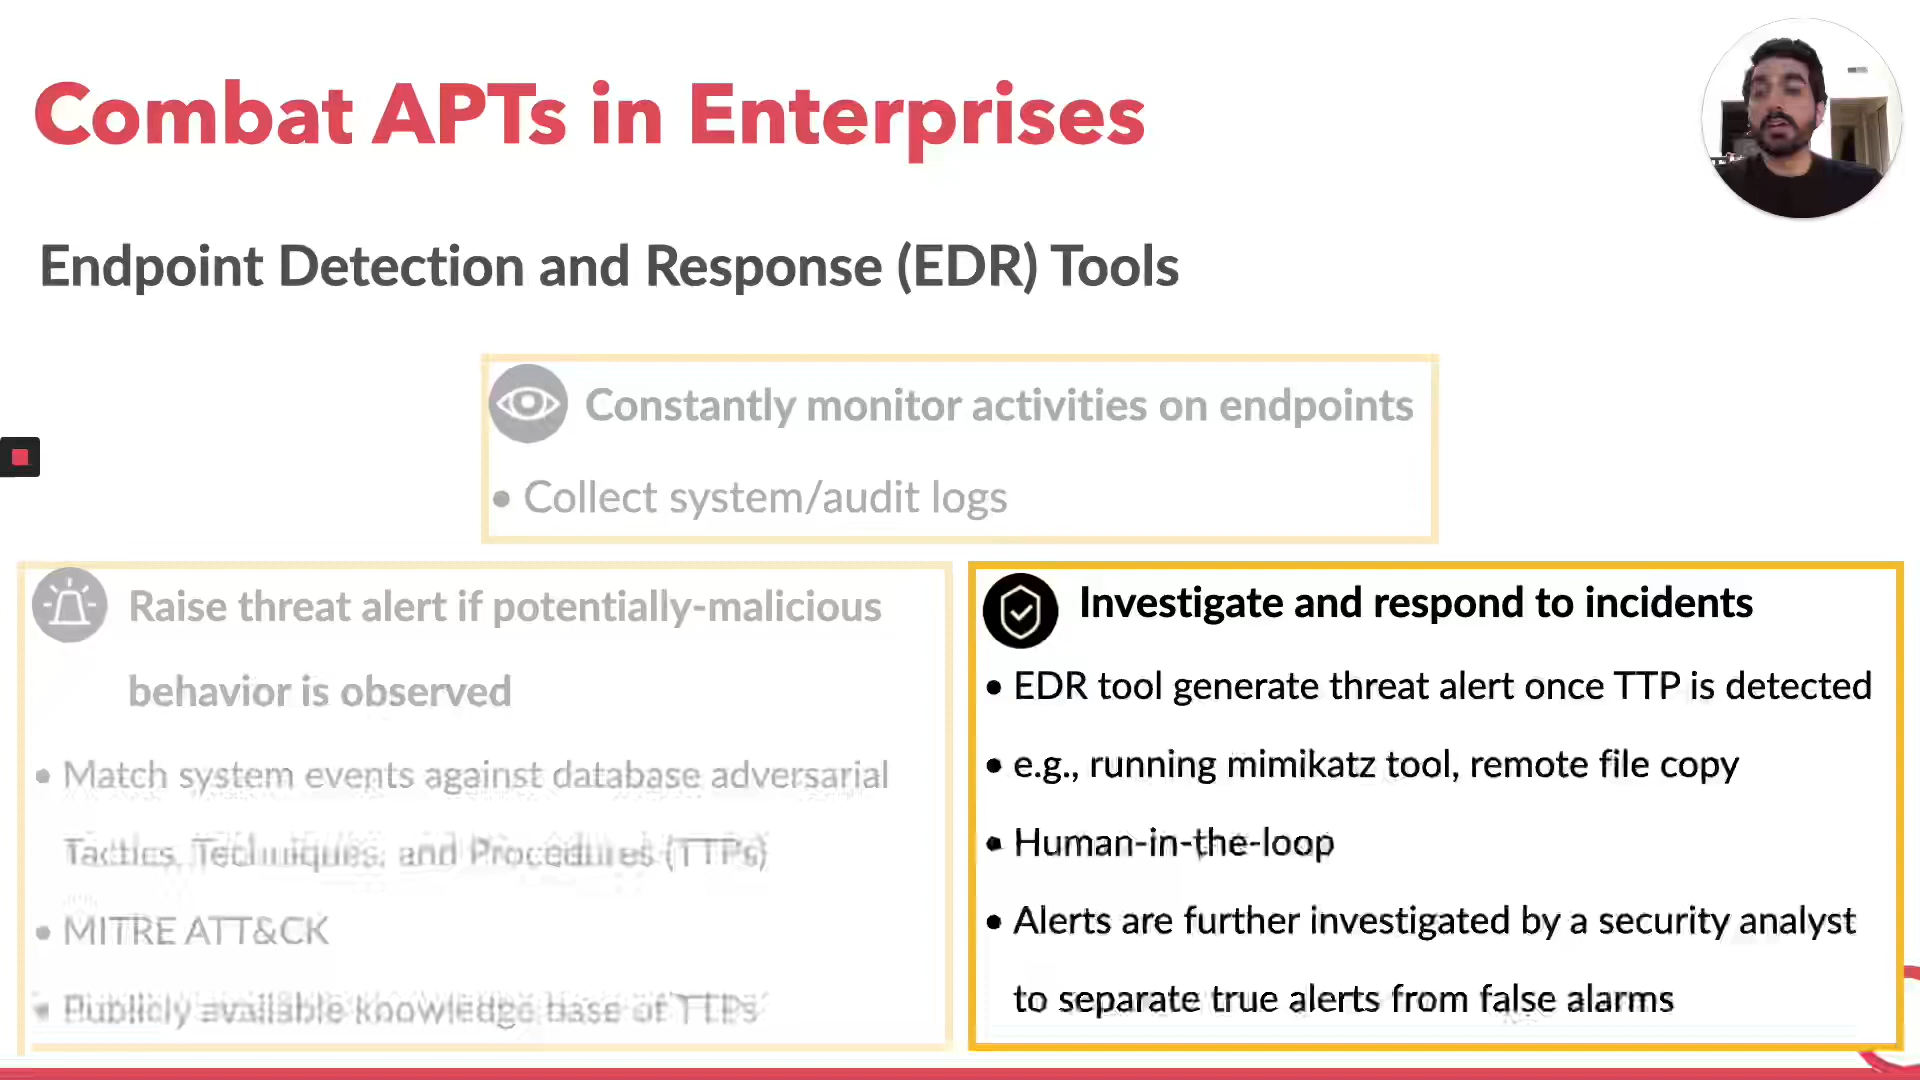 Combat APTs in Enterprises
Endpoint Detection and Response (EDR) Tools
Constantly monitor activities on endpoints
• Collect system/audit logs
Raise threat alert if potentially-malicious
behavior is observed
• Match system events against database adversarial
Tactics, Techniques, and Procedures (TTPs)
• MITRE ATT&CK
• Publicly available knowledge base of TTPs
Investigate and respond to incidents
• EDR tool generate threat alert once TTP is detected
• e.g., running mimikatz tool, remote file copy
• Human-in-the-loop
• Alerts are further investigated by a security analyst
to separate true alerts from false alarms